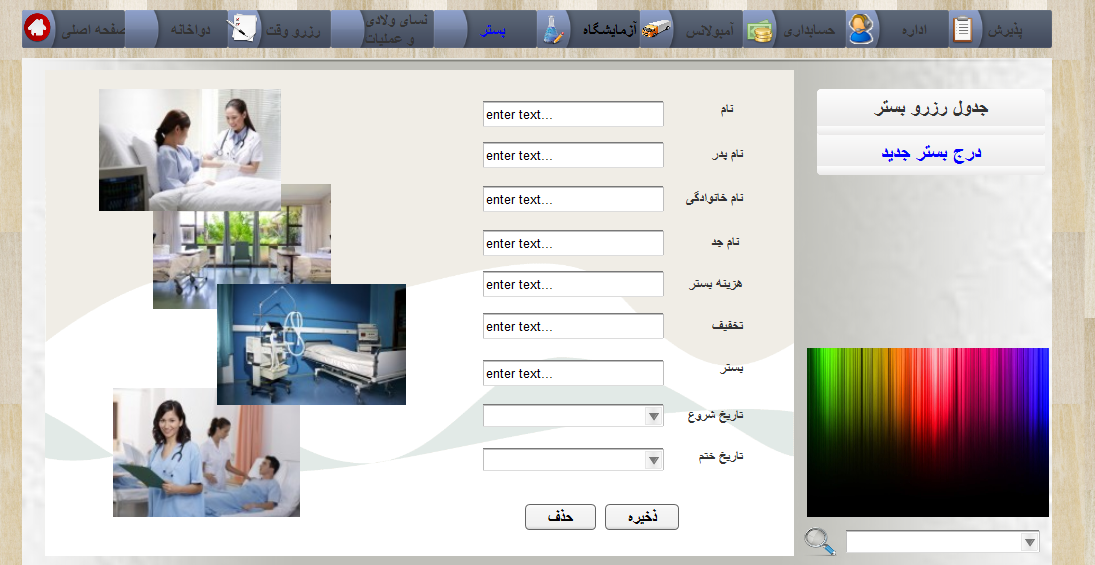 پذیرش
اداره
حسابداری
آمبولانس
آزمایشگاه
بستر
نسای ولادی
و عملیات
رزرو وقت
دواخانه
صفحه اصلی
جدول رزرو بستر
درج بستر جدید
نام
enter text...
نام پدر
enter text...
نام خانوادگی
enter text...
نام جد
enter text...
هزینه بستر
enter text...
تخفیف
enter text...
بستر
enter text...
تاریخ شروع
تاریخ ختم
ذخیره
حذف